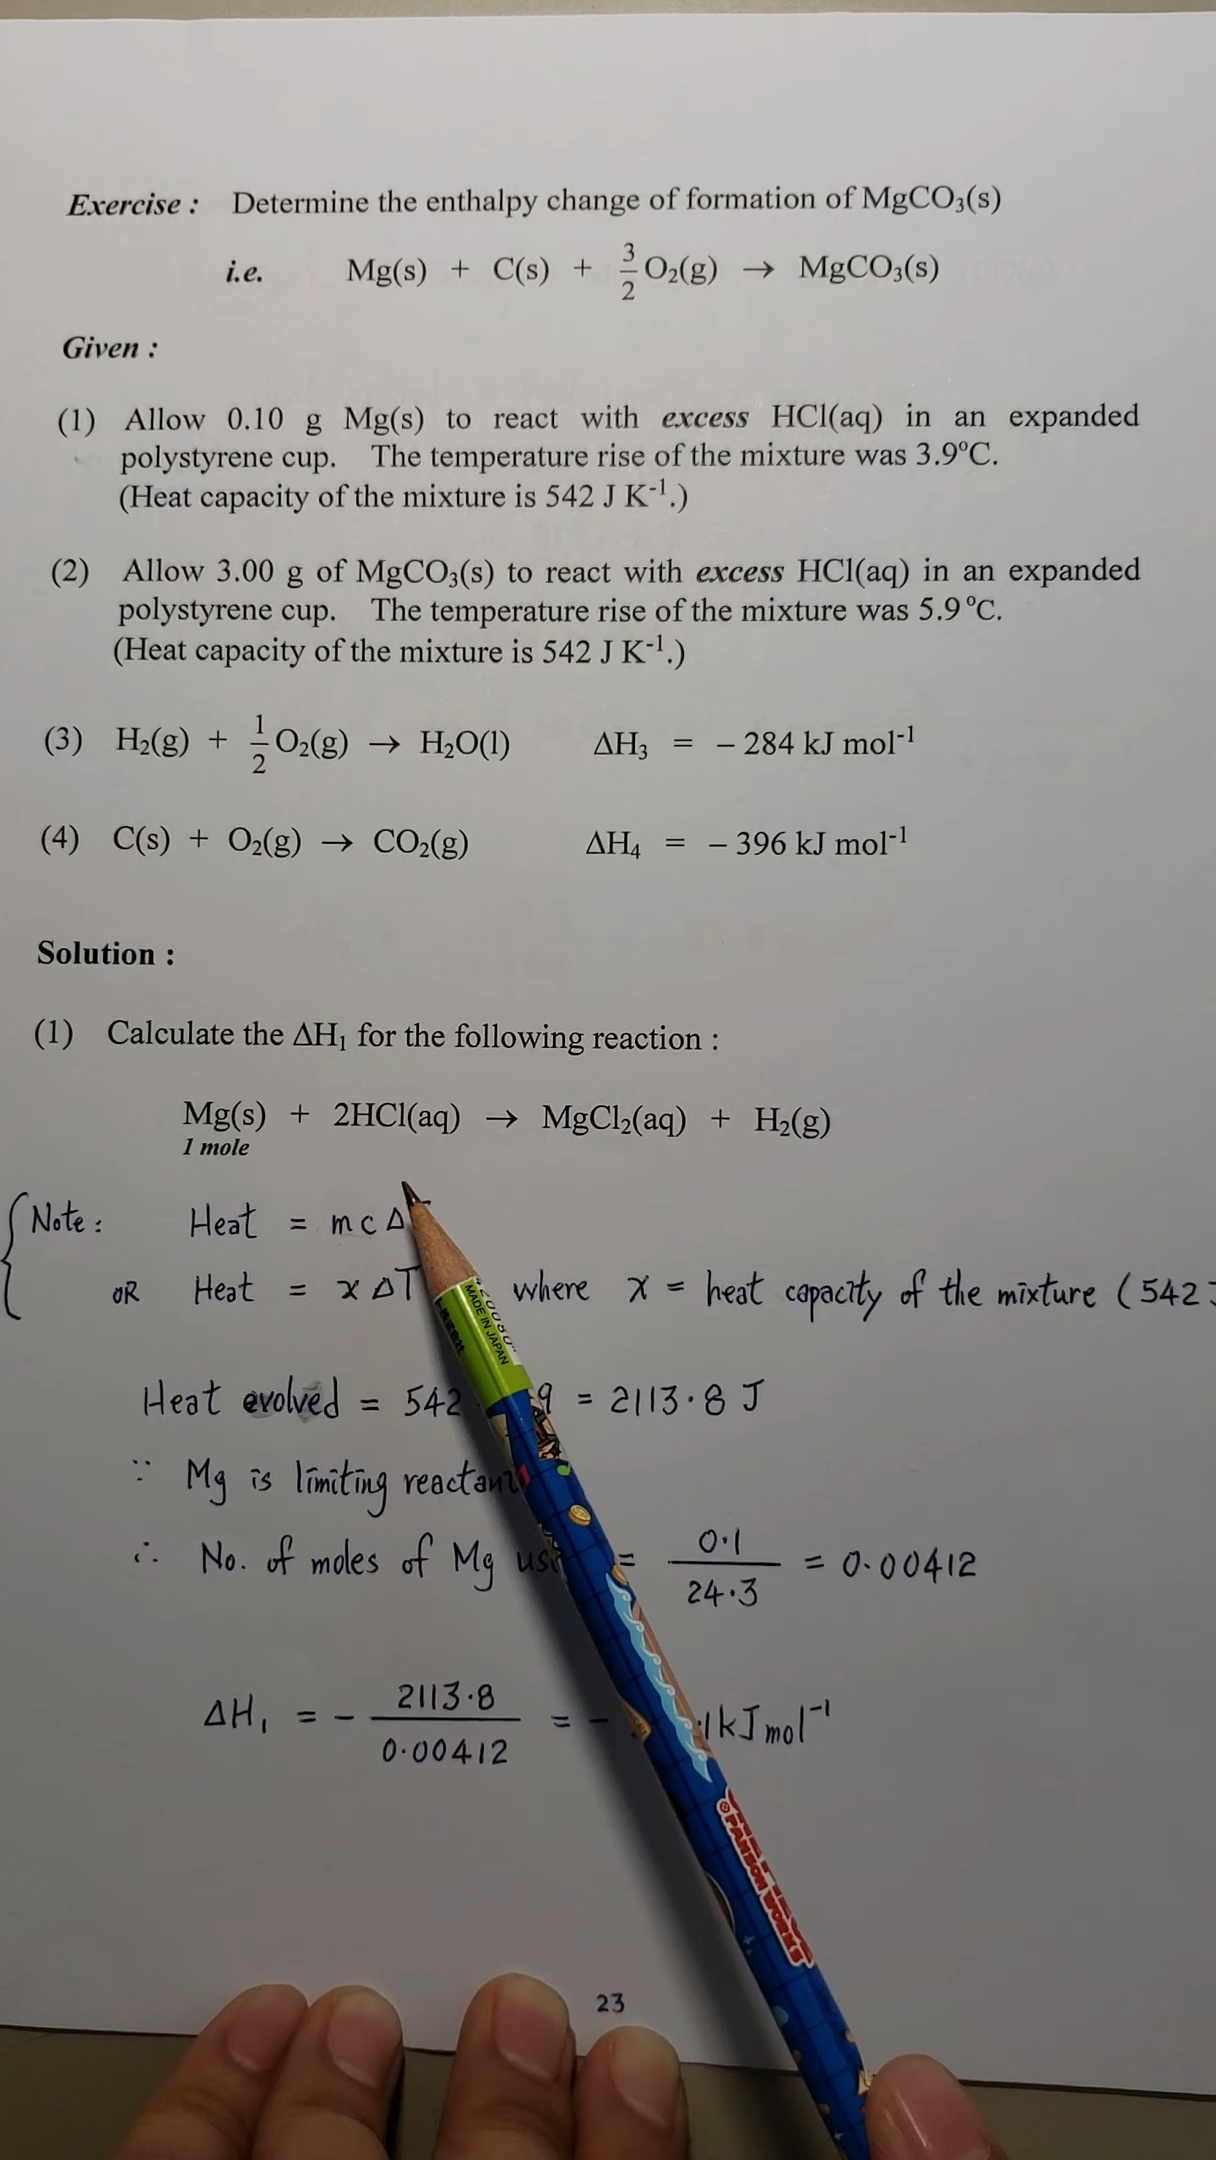 Exercise : Determine the enthalpy change of formation of MgCO₃(s)
i.e. Mg(s) + C(s) + 3/2 O₂(g) → MgCO₃(s)
Given :
(1) Allow 0.10 g Mg(s) to react with excess HCl(aq) in an expanded
polystyrene cup. The temperature rise of the mixture was 3.9°C.
(Heat capacity of the mixture is 542 J K⁻¹.)
(2) Allow 3.00 g of MgCO₃(s) to react with excess HCl(aq) in an expanded
polystyrene cup. The temperature rise of the mixture was 5.9°C.
(Heat capacity of the mixture is 542 J K⁻¹.)
(3) H₂(g) + 1/2 O₂(g) → H₂O(l) ΔH₃ = – 284 kJ mol⁻¹
(4) C(s) + O₂(g) → CO₂(g) ΔH₄ = – 396 kJ mol⁻¹
Solution :
(1) Calculate the ΔH₁ for the following reaction :
Mg(s) + 2HCl(aq) → MgCl₂(aq) + H₂(g)
1 mole
Note : Heat = m c Δ
OR Heat = x ΔT where x = heat capacity of the mixture (542
MADE IN JAPAN
Heat evolved = 542 9 = 2113.8 J
∵ Mg is limiting reactant
∴ No. of moles of Mg = 0.1/24.3 = 0.00412
ΔH₁ = – 2113.8/0.00412 = – .1 kJ mol⁻¹
PANSON WORKS
23